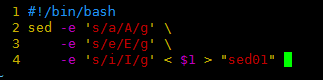 1 #!/bin/bash
2 sed -e 's/a/A/g' \
3     -e 's/e/E/g' \
4     -e 's/i/I/g' < $1 > "sed01"